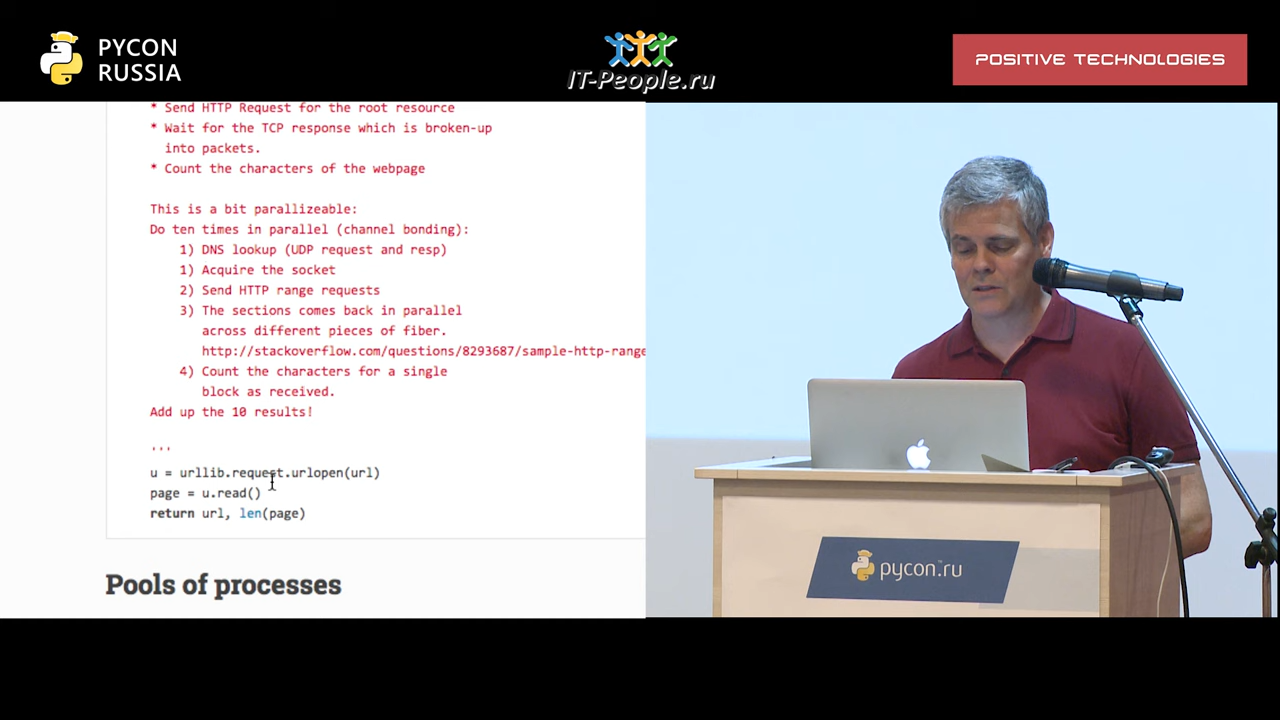 PYCON
RUSSIA
IT-People.ru
POSITIVE TECHNOLOGIES
* Send HTTP Request for the root resource
* Wait for the TCP response which is broken-up
into packets.
* Count the characters of the webpage
This is a bit parallizeable:
Do ten times in parallel (channel bonding):
1) DNS lookup (UDP request and resp)
1) Acquire the socket
2) Send HTTP range requests
3) The sections comes back in parallel
across different pieces of fiber.
http://stackoverflow.com/questions/8293687/sample-http-range
4) Count the characters for a single
block as received.
Add up the 10 results!
'''
u = urllib.request.urlopen(url)
page = u.read()
return url, len(page)
Pools of processes
pycon.ru